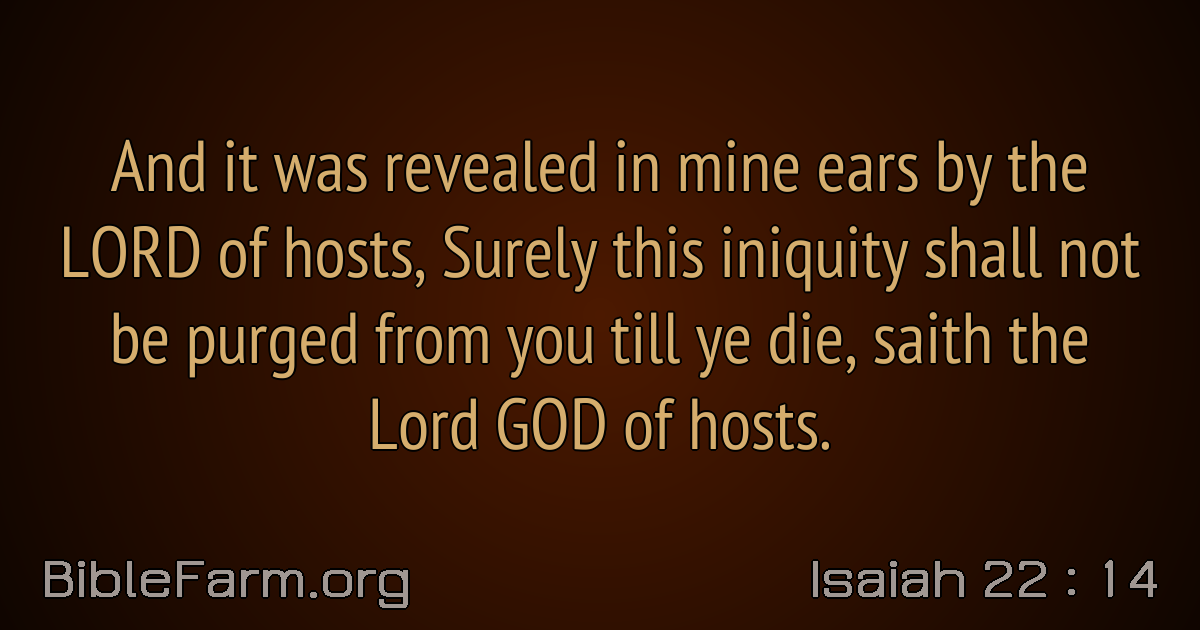 And it was revealed in mine ears by the
LORD of hosts, Surely this iniquity shall not
be purged from you till ye die, saith the
Lord GOD of hosts.
BibleFarm.org
Isaiah 22 : 14